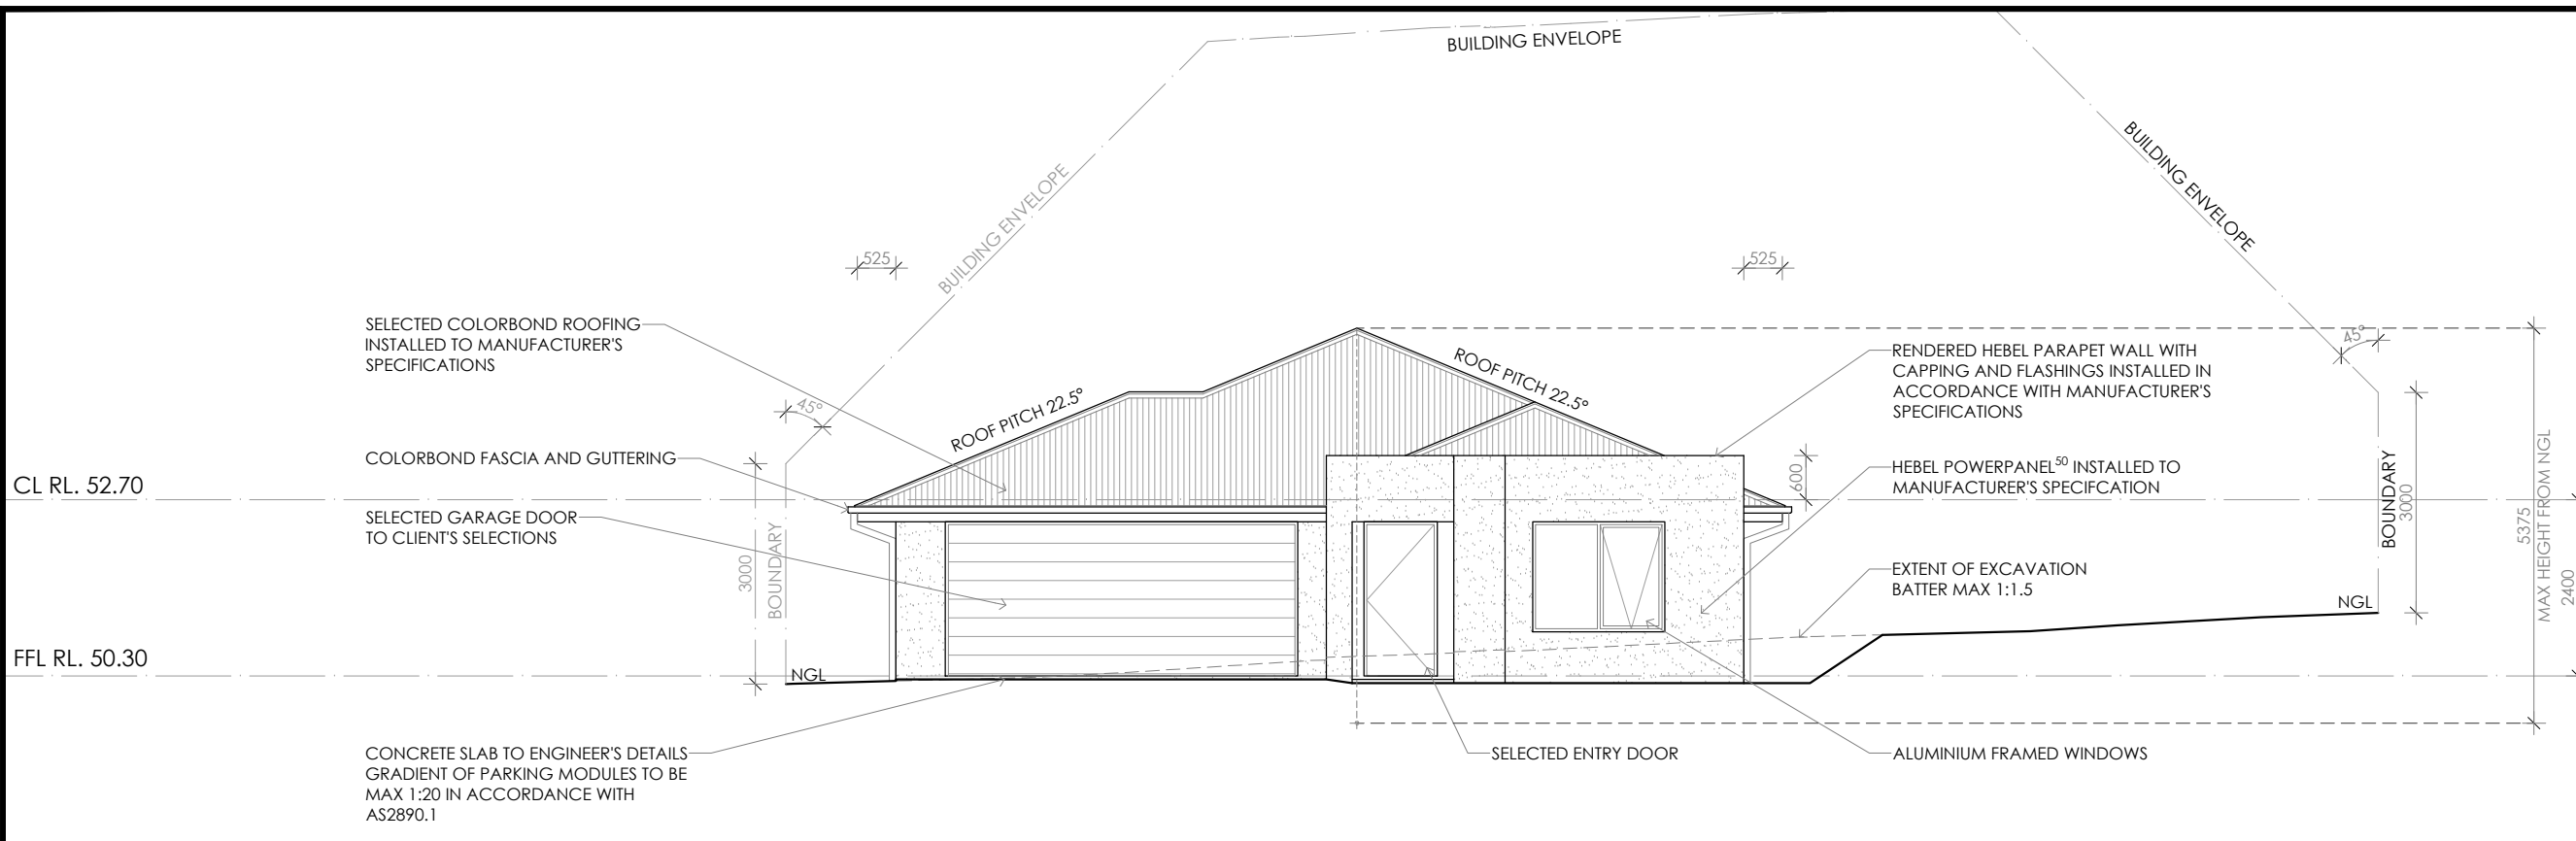 BUILDING ENVELOPE
BUILDING ENVELOPE
BUILDING ENVELOPE
525
525
SELECTED COLORBOND ROOFING
INSTALLED TO MANUFACTURER'S
SPECIFICATIONS
ROOF PITCH 22.5°
ROOF PITCH 22.5°
45°
45°
RENDERED HEBEL PARAPET WALL WITH
CAPPING AND FLASHINGS INSTALLED IN
ACCORDANCE WITH MANUFACTURER'S
SPECIFICATIONS
COLORBOND FASCIA AND GUTTERING
CL RL. 52.70
600
HEBEL POWERPANEL⁵⁰ INSTALLED TO
MANUFACTURER'S SPECIFCATION
SELECTED GARAGE DOOR
TO CLIENT'S SELECTIONS
3000
BOUNDARY
BOUNDARY
3000
5375
MAX HEIGHT FROM NGL
2400
EXTENT OF EXCAVATION
BATTER MAX 1:1.5
NGL
FFL RL. 50.30
NGL
CONCRETE SLAB TO ENGINEER'S DETAILS
GRADIENT OF PARKING MODULES TO BE
MAX 1:20 IN ACCORDANCE WITH
AS2890.1
SELECTED ENTRY DOOR
ALUMINIUM FRAMED WINDOWS